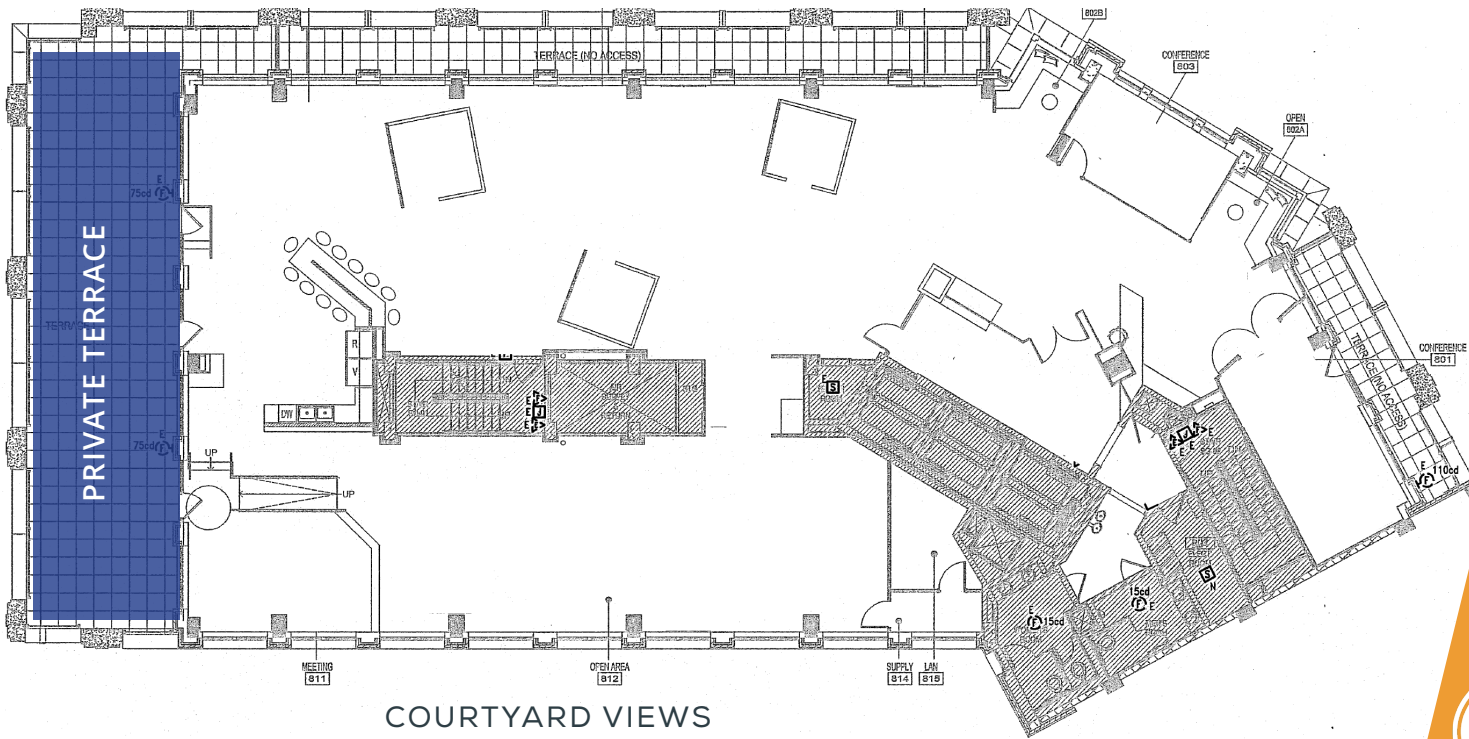 802B
TERRACE (NO ACCESS)
CONFERENCE
803
OPEN
802A
E
75cd F
PRIVATE TERRACE
TERRACE
R
V
DW
E
E
E
J
E
S
E
E
E
CONFERENCE
801
TERRACE (NO ACCESS)
E
F 110cd
E
75cd F
UP
UP
S
N
15cd
F E
E
F 15cd
MEETING
811
OPEN AREA
812
SUPPLY
814
LAN
815
COURTYARD VIEWS